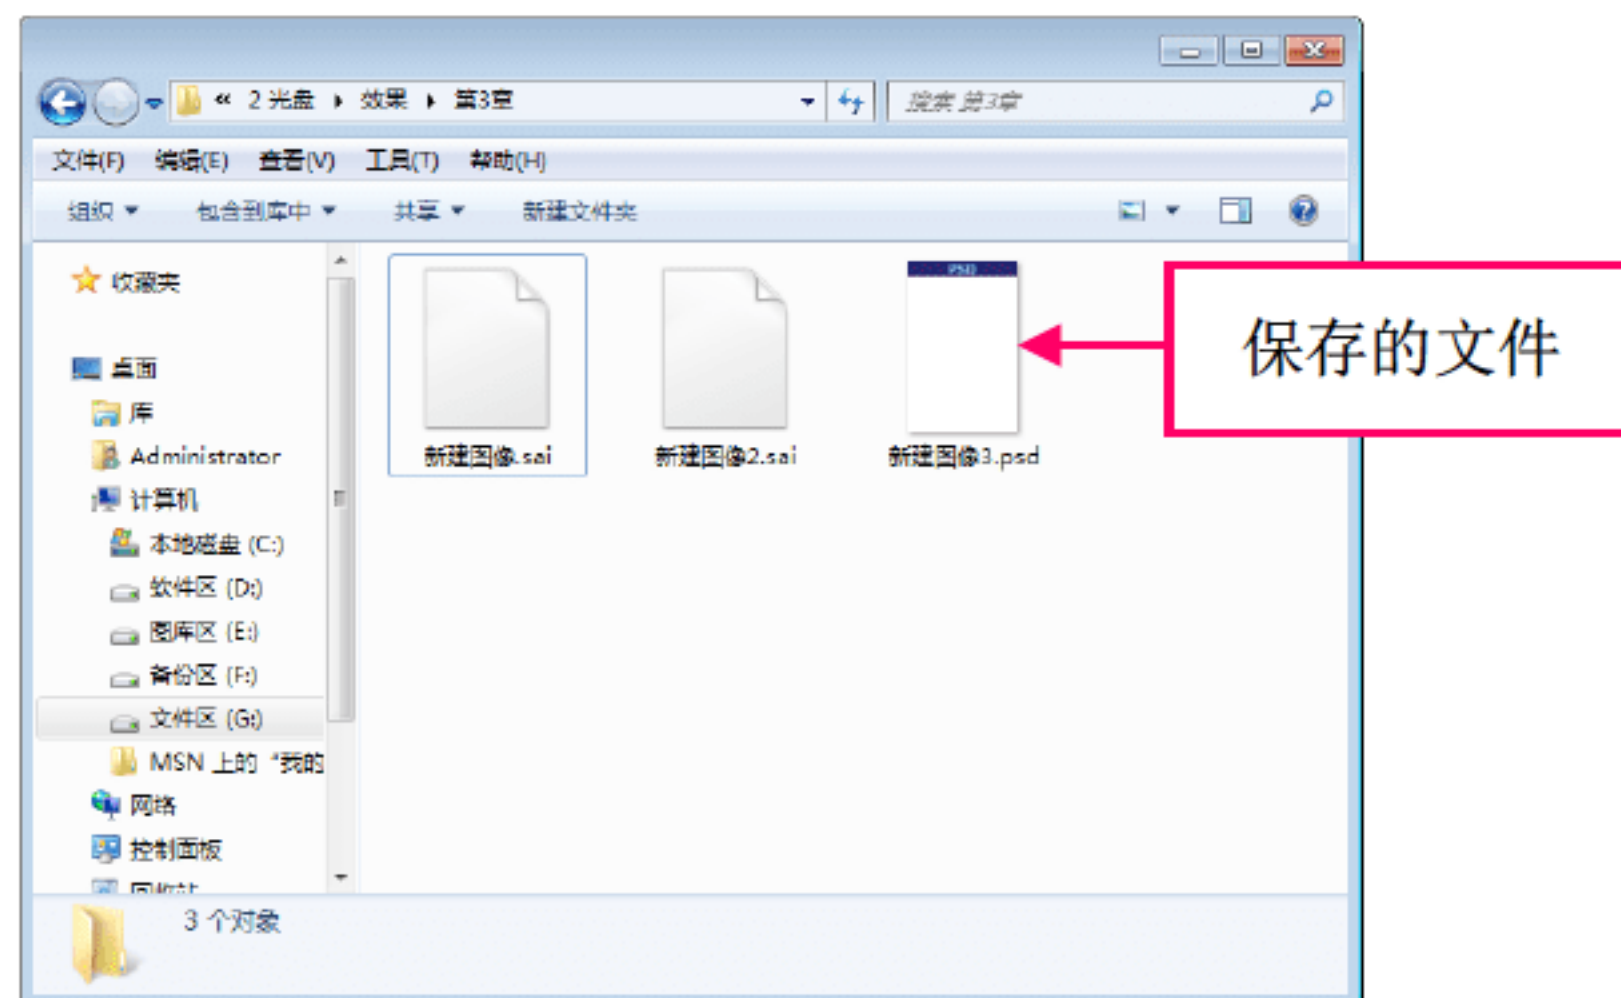 « 2 光盘 ▸ 效果 ▸ 第3章
搜索 第3章
文件(F) 编辑(E) 查看(V) 工具(T) 帮助(H)
组织 包含到库中 共享 新建文件夹
收藏夹
桌面
库
Administrator
计算机
本地磁盘 (C:)
软件区 (D:)
图库区 (E:)
备份区 (F:)
文件区 (G:)
MSN 上的“我的
网络
控制面板
回收站
PSD
新建图像.sai
新建图像2.sai
新建图像3.psd
保存的文件
3 个对象